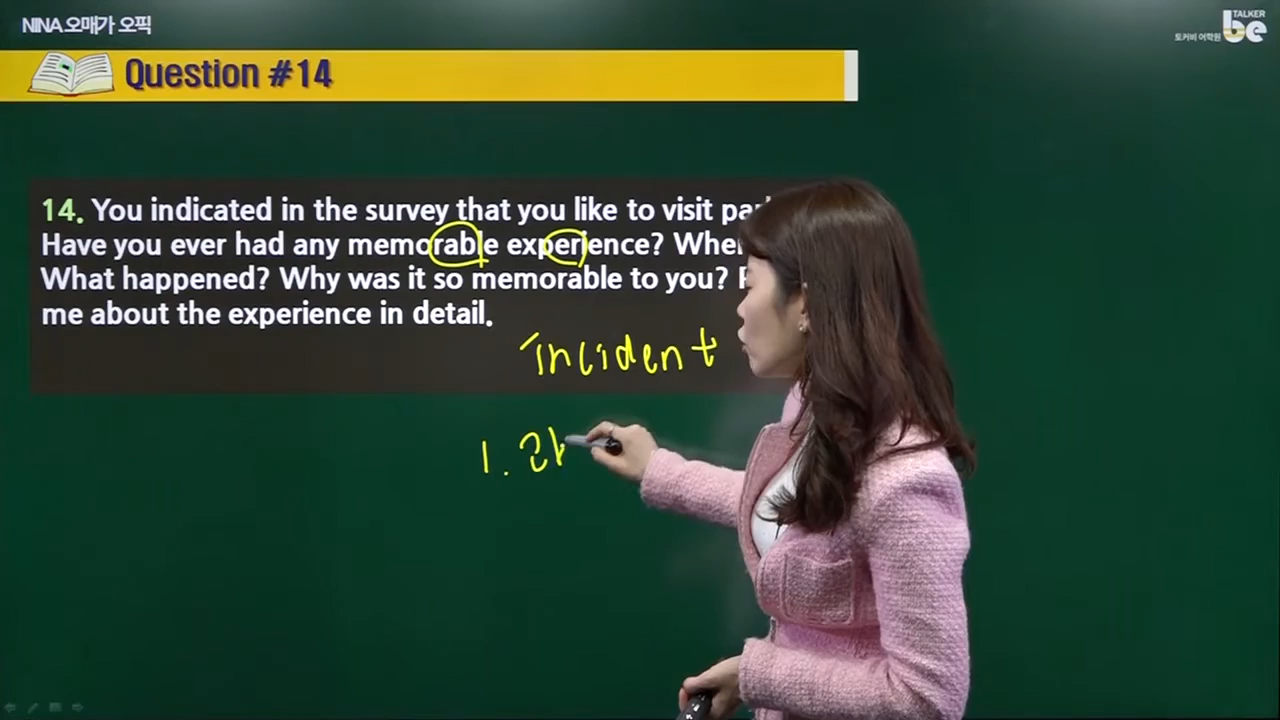 NINA 오매가 오픽
TALKER
be
토커비 어학원
Question #14
14. You indicated in the survey that you like to visit
Have you ever had any memorable experience?
What happened? Why was it so memorable to you?
me about the experience in detail.
incident
1.